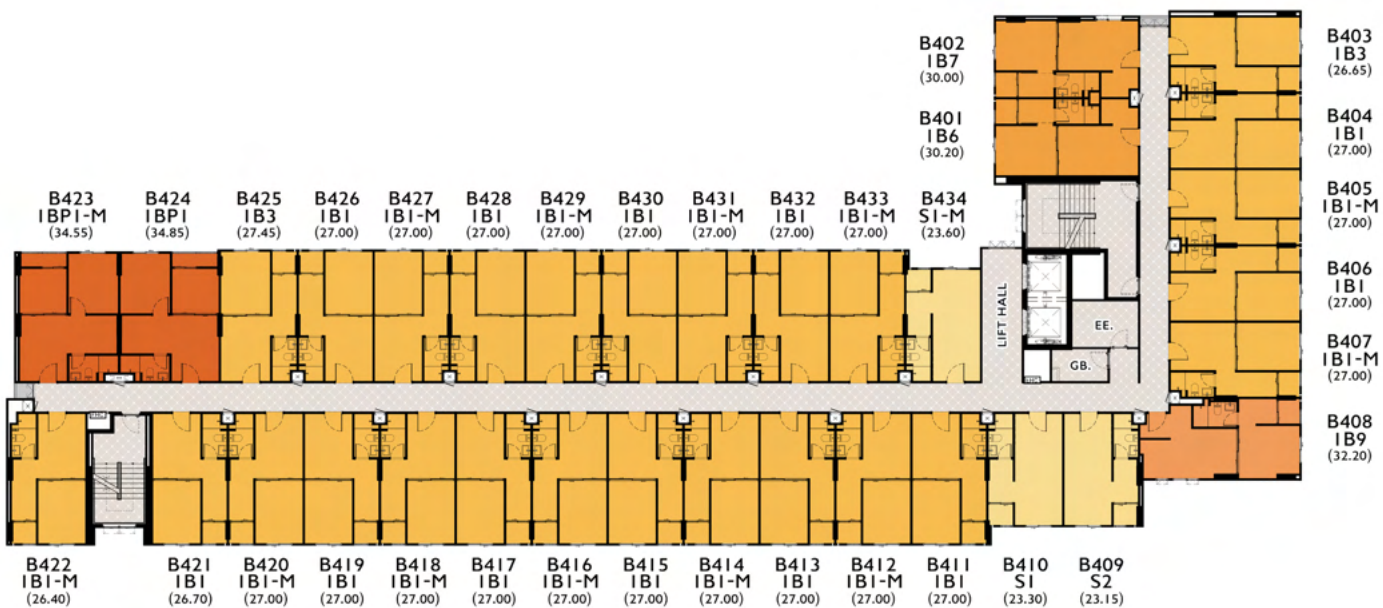 B402
1B7
(30.00)
B401
1B6
(30.20)
B403
1B3
(26.65)
B404
1B1
(27.00)
B405
1B1-M
(27.00)
B406
1B1
(27.00)
B407
1B1-M
(27.00)
B408
1B9
(32.20)
B423
1BP1-M
(34.55)
B424
1BP1
(34.85)
B425
1B3
(27.45)
B426
1B1
(27.00)
B427
1B1-M
(27.00)
B428
1B1
(27.00)
B429
1B1-M
(27.00)
B430
1B1
(27.00)
B431
1B1-M
(27.00)
B432
1B1
(27.00)
B433
1B1-M
(27.00)
B434
S1-M
(23.60)
LIFT HALL
EE.
GB.
B422
1B1-M
(26.40)
B421
1B1
(26.70)
B420
1B1-M
(27.00)
B419
1B1
(27.00)
B418
1B1-M
(27.00)
B417
1B1
(27.00)
B416
1B1-M
(27.00)
B415
1B1
(27.00)
B414
1B1-M
(27.00)
B413
1B1
(27.00)
B412
1B1-M
(27.00)
B411
1B1
(27.00)
B410
S1
(23.30)
B409
S2
(23.15)